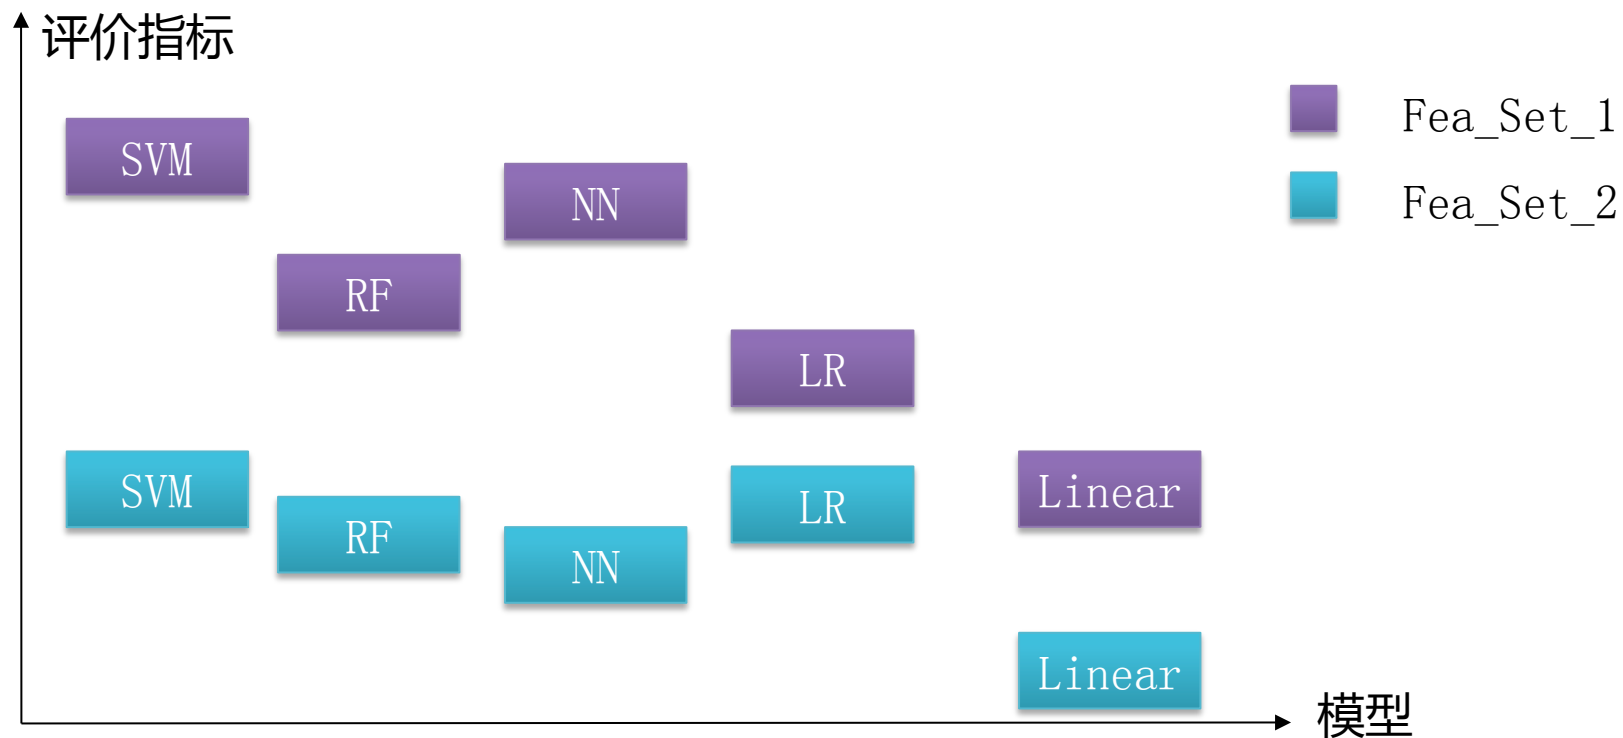 评价指标
Fea_Set_1
Fea_Set_2
SVM
NN
RF
LR
SVM
RF
NN
LR
Linear
Linear
模型